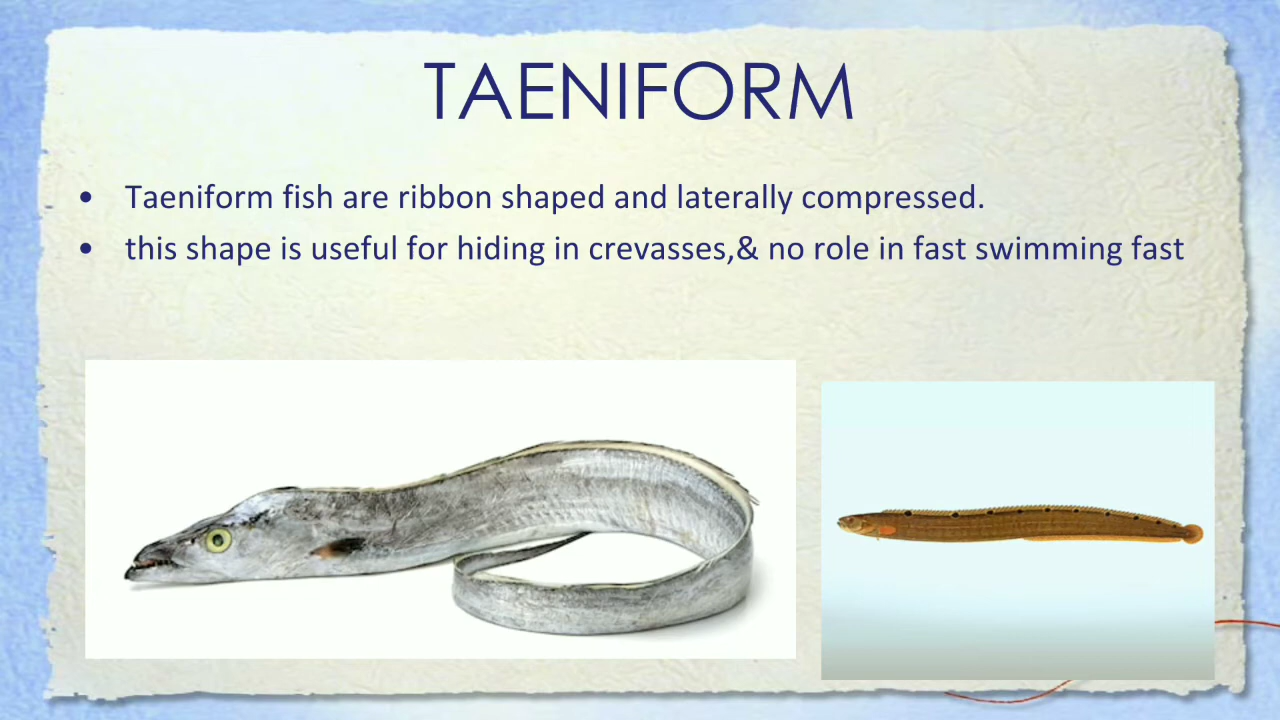 TAENIFORM
• Taeniform fish are ribbon shaped and laterally compressed.
• this shape is useful for hiding in crevasses,& no role in fast swimming fast